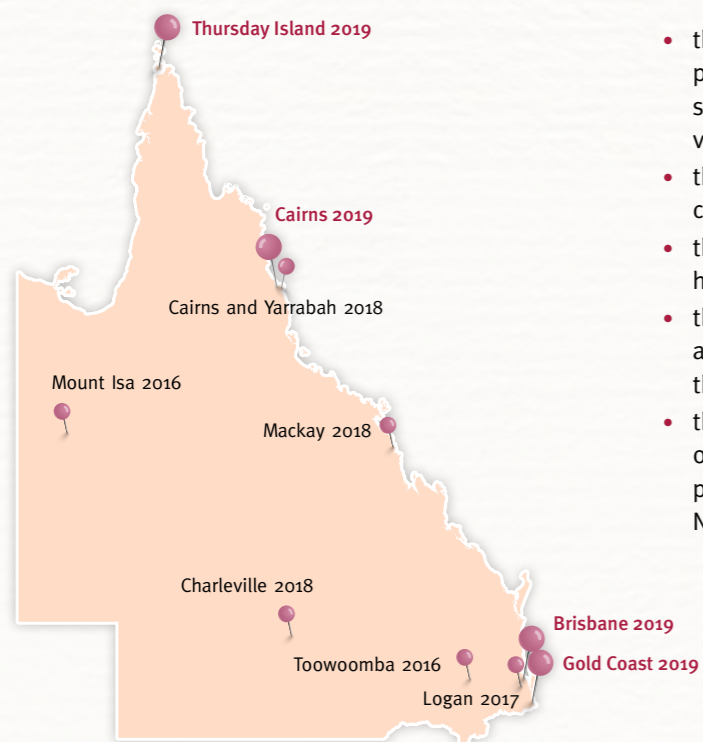 Thursday Island 2019
Cairns 2019
Cairns and Yarrabah 2018
Mount Isa 2016
Mackay 2018
Charleville 2018
Brisbane 2019
Toowoomba 2016
Gold Coast 2019
Logan 2017